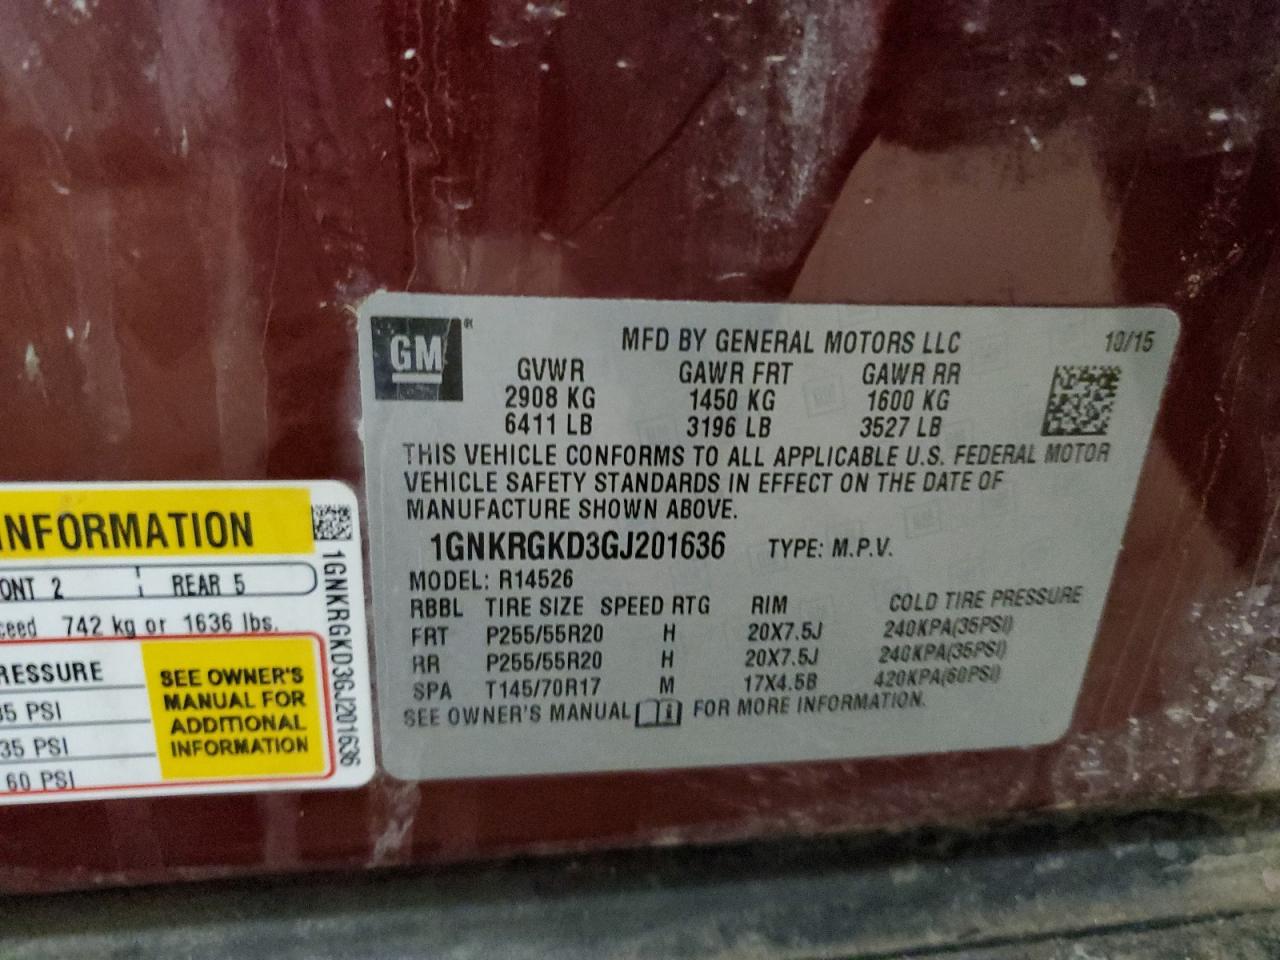 GM
MFD BY GENERAL MOTORS LLC 10/15
GVWR GAWR FRT GAWR RR
2908 KG 1450 KG 1600 KG
6411 LB 3196 LB 3527 LB
THIS VEHICLE CONFORMS TO ALL APPLICABLE U.S. FEDERAL MOTOR
VEHICLE SAFETY STANDARDS IN EFFECT ON THE DATE OF
MANUFACTURE SHOWN ABOVE.
1GNKRGKD3GJ201636 TYPE: M.P.V.
MODEL: R14526
RBBL TIRE SIZE SPEED RTG RIM COLD TIRE PRESSURE
FRT P255/55R20 H 20X7.5J 240KPA(35PSI)
RR P255/55R20 H 20X7.5J 240KPA(35PSI)
SPA T145/70R17 M 17X4.5B 420KPA(60PSI)
SEE OWNER'S MANUAL i FOR MORE INFORMATION.
INFORMATION
ONT 2 REAR 5
ceed 742 kg or 1636 lbs.
RESSURE
35 PSI
35 PSI
60 PSI
SEE OWNER'S
MANUAL FOR
ADDITIONAL
INFORMATION
1GNKRGKD3GJ201636